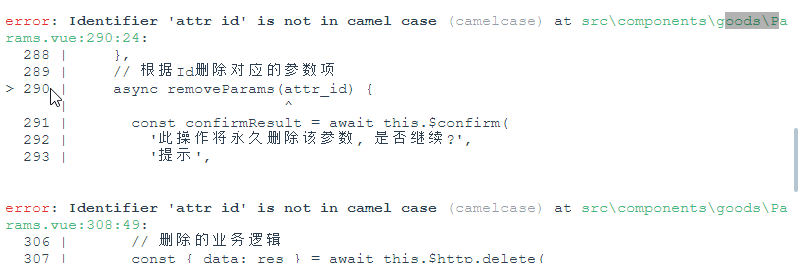 error: Identifier 'attr id' is not in camel case (camelcase) at src\components\goods\Pa
rams.vue:290:24:
288 |     },
289 |     // 根据Id删除对应的参数项
> 290 |     async removeParams(attr_id) {
|                        ^
291 |       const confirmResult = await this.$confirm(
292 |         '此操作将永久删除该参数, 是否继续?',
293 |         '提示',
error: Identifier 'attr id' is not in camel case (camelcase) at src\components\goods\Pa
rams.vue:308:49:
306 |       // 删除的业务逻辑
307 |       const { data: res } = await this.$http.delete(